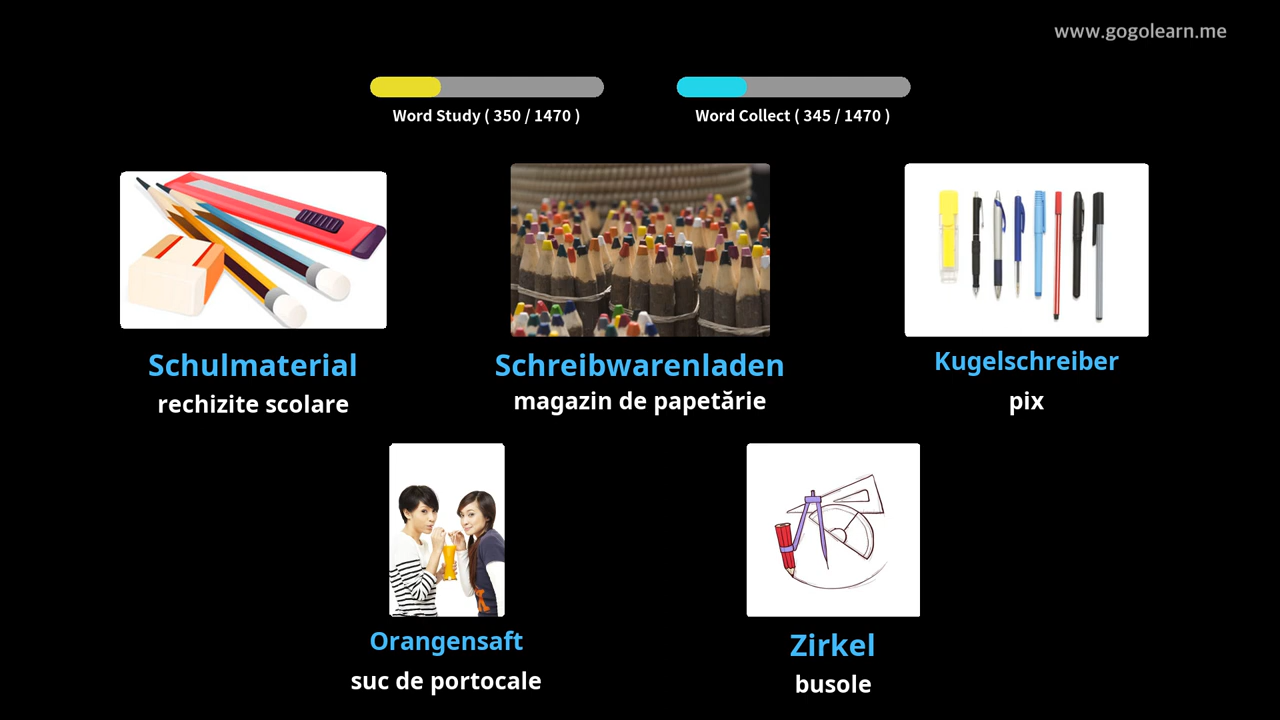 www.gogolearn.me
Word Study ( 350 / 1470 )
Word Collect ( 345 / 1470 )
Schulmaterial
rechizite scolare
Schreibwarenladen
magazin de papetărie
Kugelschreiber
pix
Orangensaft
suc de portocale
Zirkel
busole